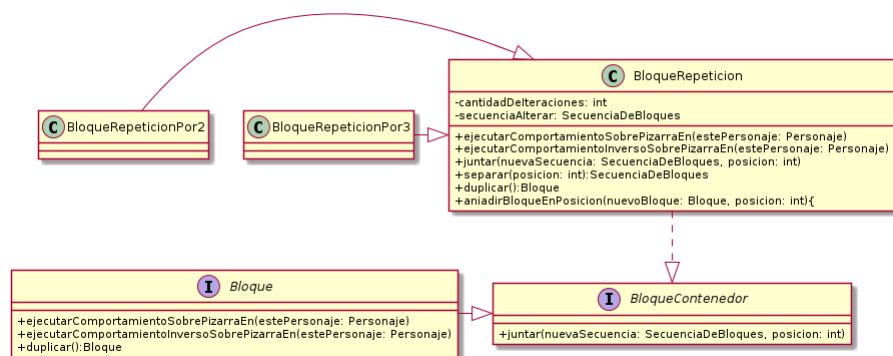 C BloqueRepeticion
-cantidadDeIteraciones: int
-secuenciaAIterar: SecuenciaDeBloques
+ejecutarComportamientoSobrePizarraEn(estePersonaje: Personaje)
+ejecutarComportamientoInversoSobrePizarraEn(estePersonaje: Personaje)
+juntar(nuevaSecuencia: SecuenciaDeBloques, posicion: int)
+separar(posicion: int):SecuenciaDeBloques
+duplicar():Bloque
+aniadirBloqueEnPosicion(nuevoBloque: Bloque, posicion: int){
C BloqueRepeticionPor2
C BloqueRepeticionPor3
I Bloque
+ejecutarComportamientoSobrePizarraEn(estePersonaje: Personaje)
+ejecutarComportamientoInversoSobrePizarraEn(estePersonaje: Personaje)
+duplicar():Bloque
I BloqueContenedor
+juntar(nuevaSecuencia: SecuenciaDeBloques, posicion: int)